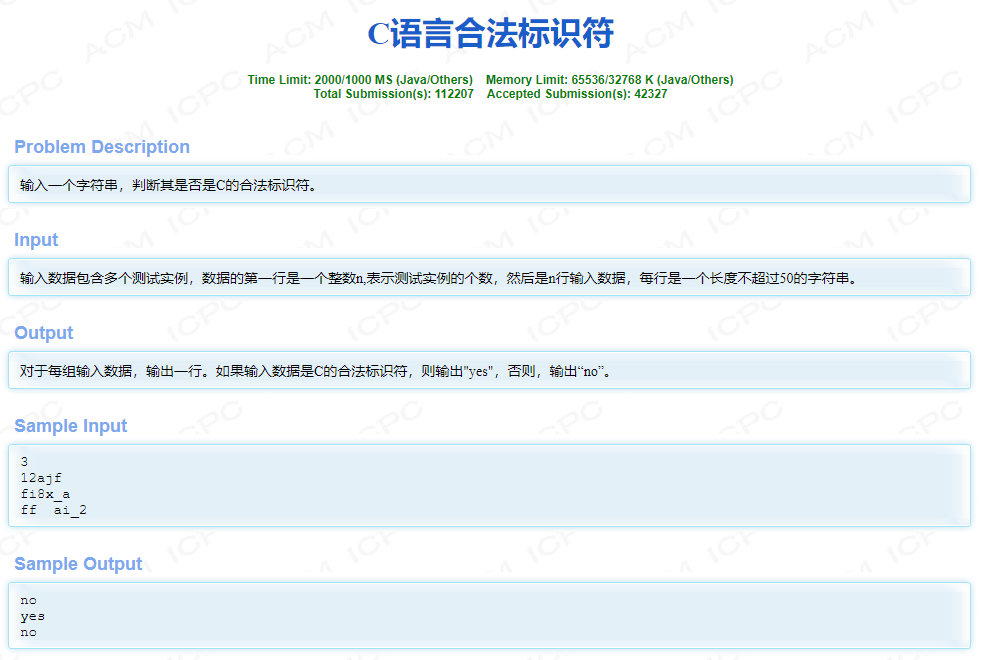 C语言合法标识符
Time Limit: 2000/1000 MS (Java/Others)    Memory Limit: 65536/32768 K (Java/Others)
Total Submission(s): 112207    Accepted Submission(s): 42327
Problem Description
输入一个字符串，判断其是否是C的合法标识符。
Input
输入数据包含多个测试实例，数据的第一行是一个整数n,表示测试实例的个数，然后是n行输入数据，每行是一个长度不超过50的字符串。
Output
对于每组输入数据，输出一行。如果输入数据是C的合法标识符，则输出"yes"，否则，输出“no”。
Sample Input
3
12ajf
fi8x_a
ff  ai_2
Sample Output
no
yes
no